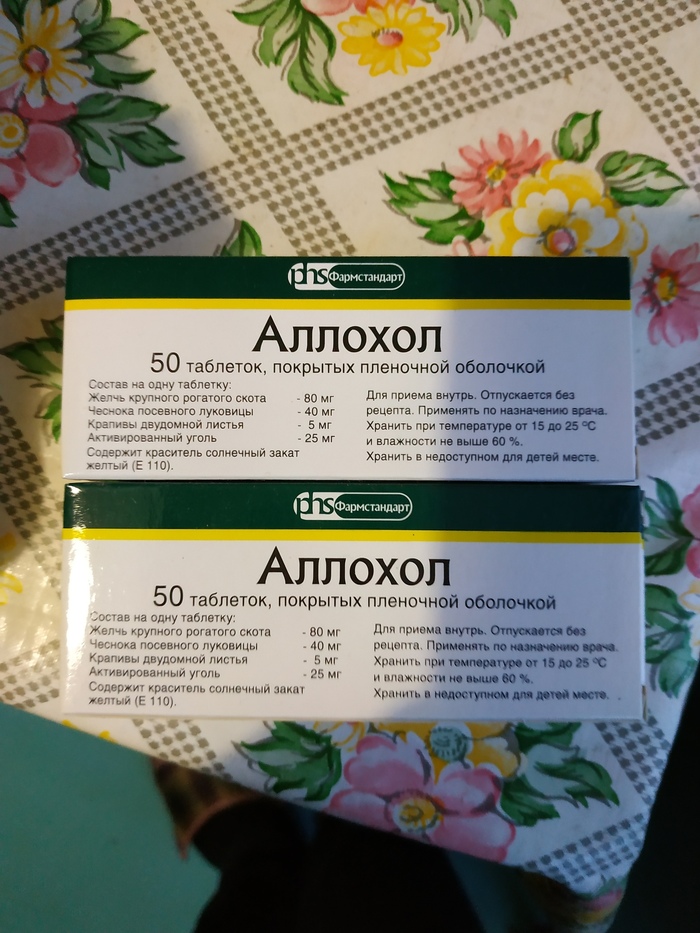 phs Фармстандарт
Аллохол
50 таблеток, покрытых пленочной оболочкой
Состав на одну таблетку:
Желчь крупного рогатого скота - 80 мг
Чеснока посевного луковицы - 40 мг
Крапивы двудомной листья - 5 мг
Активированный уголь - 25 мг
Содержит краситель солнечный закат
желтый (Е 110).
Для приема внутрь. Отпускается без
рецепта. Применять по назначению врача.
Хранить при температуре от 15 до 25 ºС
и влажности не выше 60 %.
Хранить в недоступном для детей месте.
phs Фармстандарт
Аллохол
50 таблеток, покрытых пленочной оболочкой
Состав на одну таблетку:
Желчь крупного рогатого скота - 80 мг
Чеснока посевного луковицы - 40 мг
Крапивы двудомной листья - 5 мг
Активированный уголь - 25 мг
Содержит краситель солнечный закат
желтый (Е 110).
Для приема внутрь. Отпускается без
рецепта. Применять по назначению врача.
Хранить при температуре от 15 до 25 ºС
и влажности не выше 60 %.
Хранить в недоступном для детей месте.